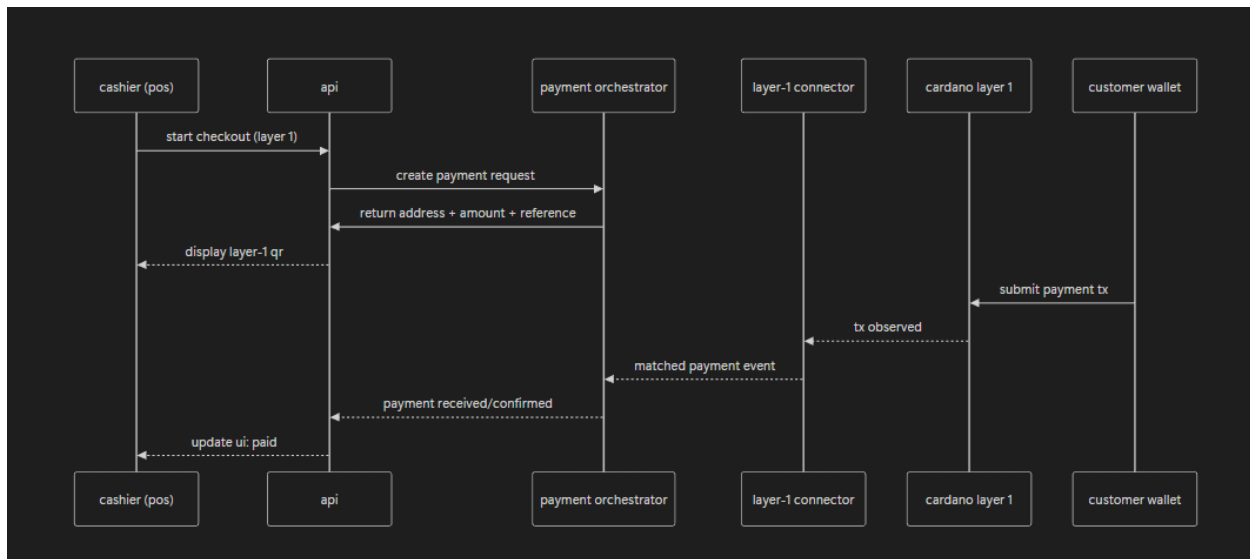 cashier (pos)
api
payment orchestrator
layer-1 connector
cardano layer 1
customer wallet
start checkout (layer 1)
create payment request
return address + amount + reference
display layer-1 qr
submit payment tx
tx observed
matched payment event
payment received/confirmed
update ui: paid
cashier (pos)
api
payment orchestrator
layer-1 connector
cardano layer 1
customer wallet